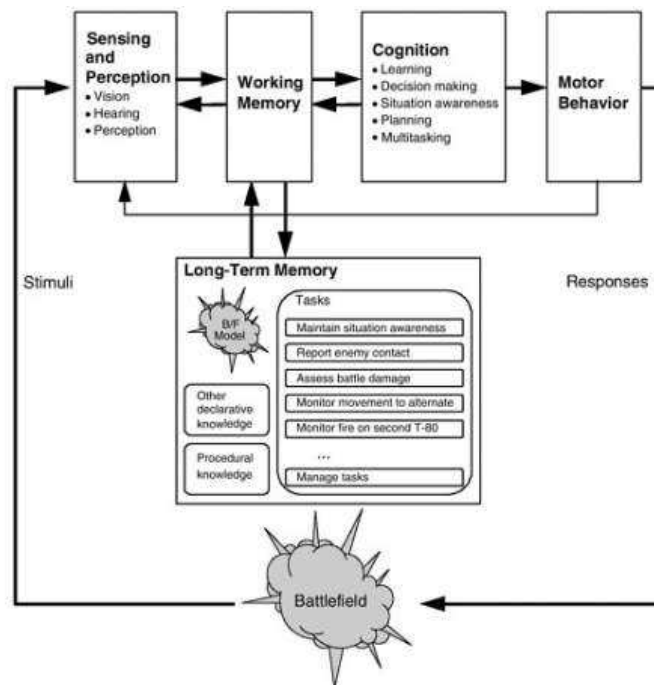 Sensing
and
Perception
• Vision
• Hearing
• Perception
Working
Memory
Cognition
• Learning
• Decision making
• Situation awareness
• Planning
• Multitasking
Motor
Behavior
Stimuli
Responses
Long-Term Memory
B/F
Model
Other
declarative
knowledge
Procedural
knowledge
Tasks
Maintain situation awareness
Report enemy contact
Assess battle damage
Monitor movement to alternate
Monitor fire on second T-80
...
Manage tasks
Battlefield